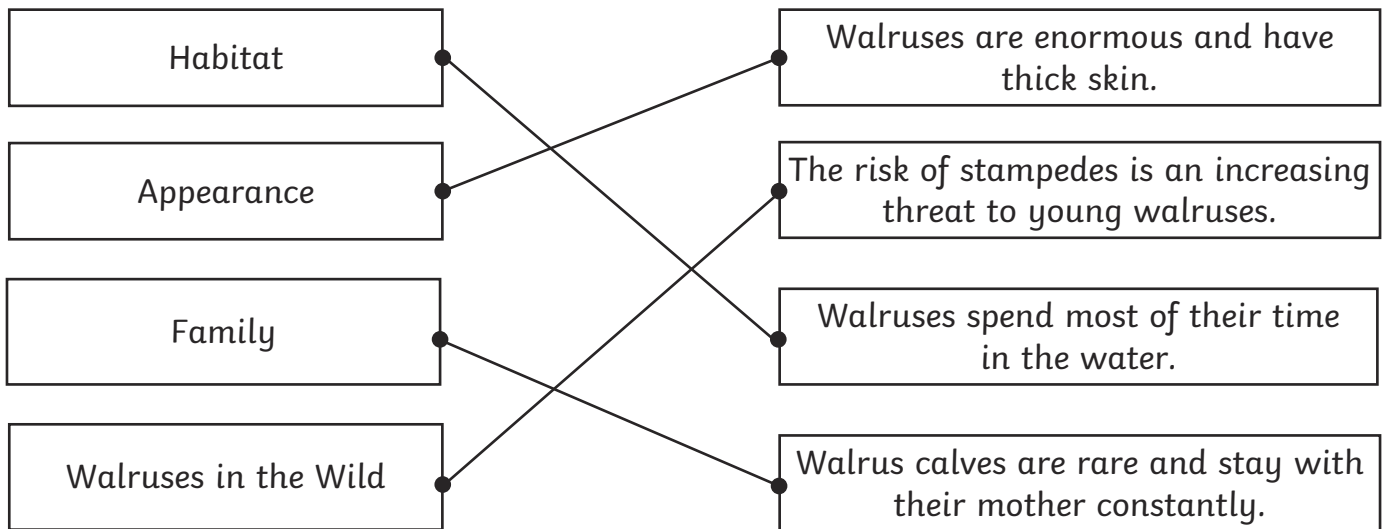 Habitat
Walruses are enormous and have
thick skin.
Appearance
The risk of stampedes is an increasing
threat to young walruses.
Family
Walruses spend most of their time
in the water.
Walruses in the Wild
Walrus calves are rare and stay with
their mother constantly.